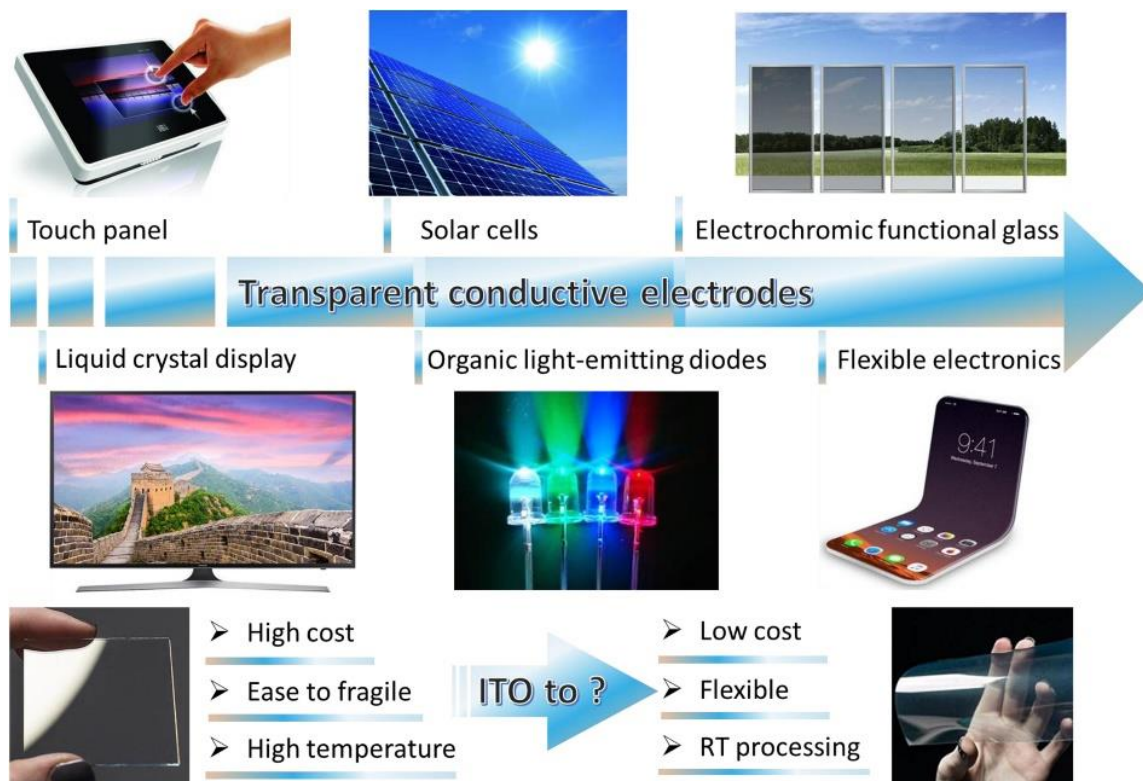 Touch panel
Solar cells
Electrochromic functional glass
Transparent conductive electrodes
Liquid crystal display
Organic light-emitting diodes
Flexible electronics
9:41
High cost
Ease to fragile
High temperature
ITO to ?
Low cost
Flexible
RT processing